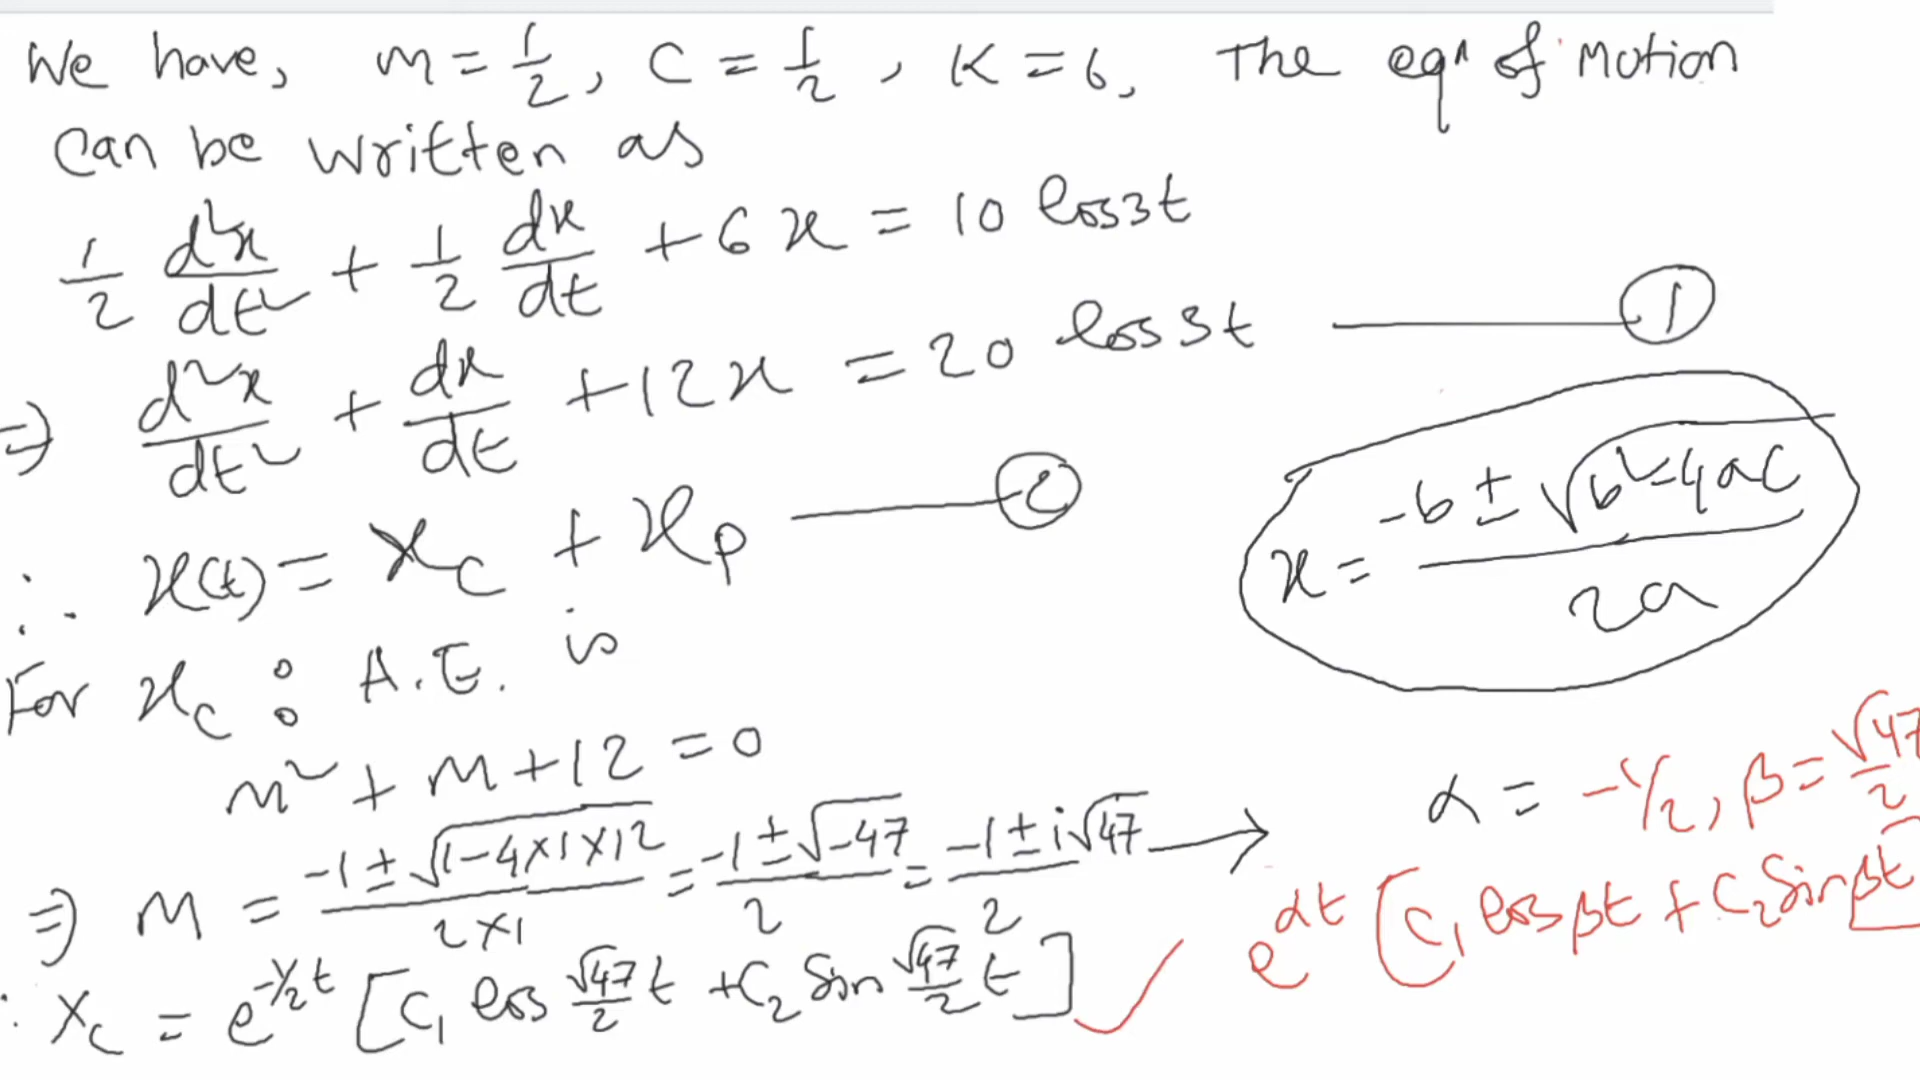 We have, m = 1/2, C = 1/2, K = 6, The eqn of Motion
can be written as
1/2 d²x/dt² + 1/2 dx/dt + 6x = 10 cos3t
⇒ d²x/dt² + dx/dt + 12x = 20 cos3t —— ①
∴ x(t) = xc + xp —— ②
x = (-b ± √(b²-4ac))/2a
For xc : A.E. is
m² + m + 12 = 0
⇒ m = (-1 ± √(1-4×1×12))/(2×1) = (-1 ± √-47)/2 = (-1 ± i√47)/2 →
α = -1/2, β = √47/2
e^αt [C₁ cos βt + C₂ sin βt
∴ xc = e^-1/2 t [C₁ cos √47/2 t + C₂ sin √47/2 t]